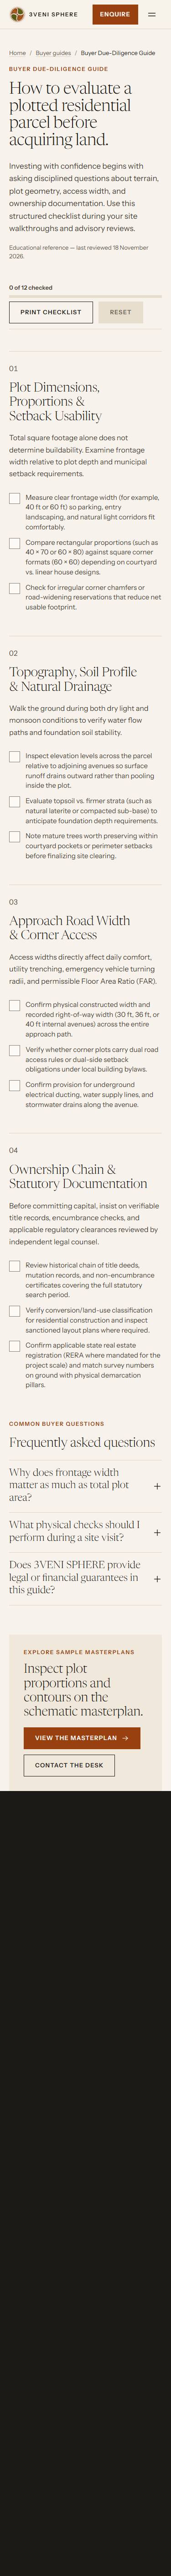 3VENI SPHERE
ENQUIRE
Home / Buyer guides / Buyer Due-Diligence Guide
BUYER DUE-DILIGENCE GUIDE
How to evaluate a
plotted residential
parcel before
acquiring land.
Investing with confidence begins with
asking disciplined questions about terrain,
plot geometry, access width, and
ownership documentation. Use this
structured checklist during your site
walkthroughs and advisory reviews.
Educational reference — last reviewed 18 November
2026.
0 of 12 checked
PRINT CHECKLIST
RESET
01
Plot Dimensions,
Proportions &
Setback Usability
Total square footage alone does not
determine buildability. Examine frontage
width relative to plot depth and municipal
setback requirements.
Measure clear frontage width (for example,
40 ft or 60 ft) so parking, entry
landscaping, and natural light corridors fit
comfortably.
Compare rectangular proportions (such as
40 × 70 or 60 × 80) against square corner
formats (60 × 60) depending on courtyard
vs. linear house designs.
Check for irregular corner chamfers or
road-widening reservations that reduce net
usable footprint.
02
Topography, Soil Profile
& Natural Drainage
Walk the ground during both dry light and
monsoon conditions to verify water flow
paths and foundation soil stability.
Inspect elevation levels across the parcel
relative to adjoining avenues so surface
runoff drains outward rather than pooling
inside the plot.
Evaluate topsoil vs. firmer strata (such as
natural laterite or compacted sub-base) to
anticipate foundation depth requirements.
Note mature trees worth preserving within
courtyard pockets or perimeter setbacks
before finalizing site clearing.
03
Approach Road Width
& Corner Access
Access widths directly affect daily comfort,
utility trenching, emergency vehicle turning
radii, and permissible Floor Area Ratio (FAR).
Confirm physical constructed width and
recorded right-of-way width (30 ft, 36 ft, or
40 ft internal avenues) across the entire
approach path.
Verify whether corner plots carry dual road
access rules or dual-side setback
obligations under local building bylaws.
Confirm provision for underground
electrical ducting, water supply lines, and
stormwater drains along the avenue.
04
Ownership Chain &
Statutory Documentation
Before committing capital, insist on verifiable
title records, encumbrance checks, and
applicable regulatory clearances reviewed by
independent legal counsel.
Review historical chain of title deeds,
mutation records, and non-encumbrance
certificates covering the full statutory
search period.
Verify conversion/land-use classification
for residential construction and inspect
sanctioned layout plans where required.
Confirm applicable state real estate
registration (RERA where mandated for the
project scale) and match survey numbers
on ground with physical demarcation
pillars.
COMMON BUYER QUESTIONS
Frequently asked questions
Why does frontage width
matter as much as total plot
area?
What physical checks should I
perform during a site visit?
Does 3VENI SPHERE provide
legal or financial guarantees in
this guide?
EXPLORE SAMPLE MASTERPLANS
Inspect plot
proportions and
contours on the
schematic masterplan.
VIEW THE MASTERPLAN →
CONTACT THE DESK